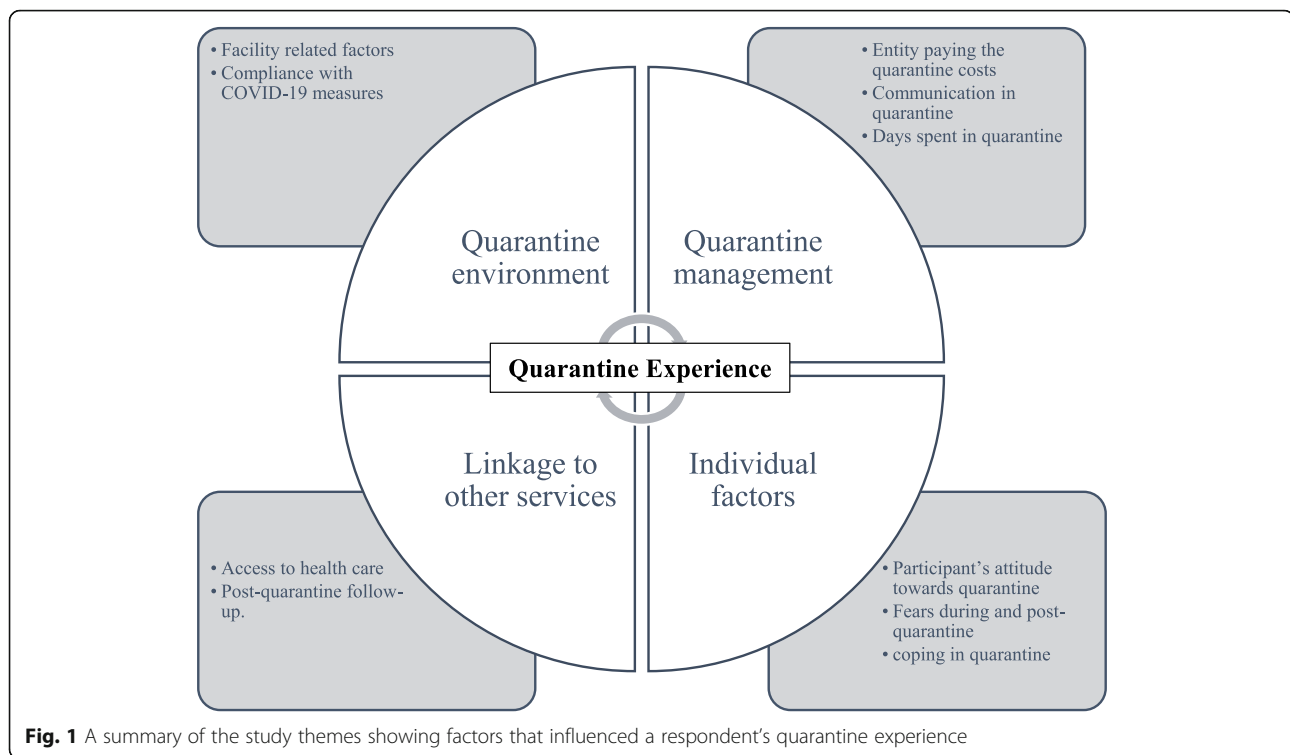 • Facility related factors
• Compliance with
COVID-19 measures
• Entity paying the
quarantine costs
• Communication in
quarantine
• Days spent in quarantine
Quarantine
environment
Quarantine
management
Quarantine Experience
Linkage to
other services
Individual
factors
• Access to health care
• Post-quarantine follow-
up.
• Participant's attitude
towards quarantine
• Fears during and post-
quarantine
• coping in quarantine
Fig. 1 A summary of the study themes showing factors that influenced a respondent's quarantine experience